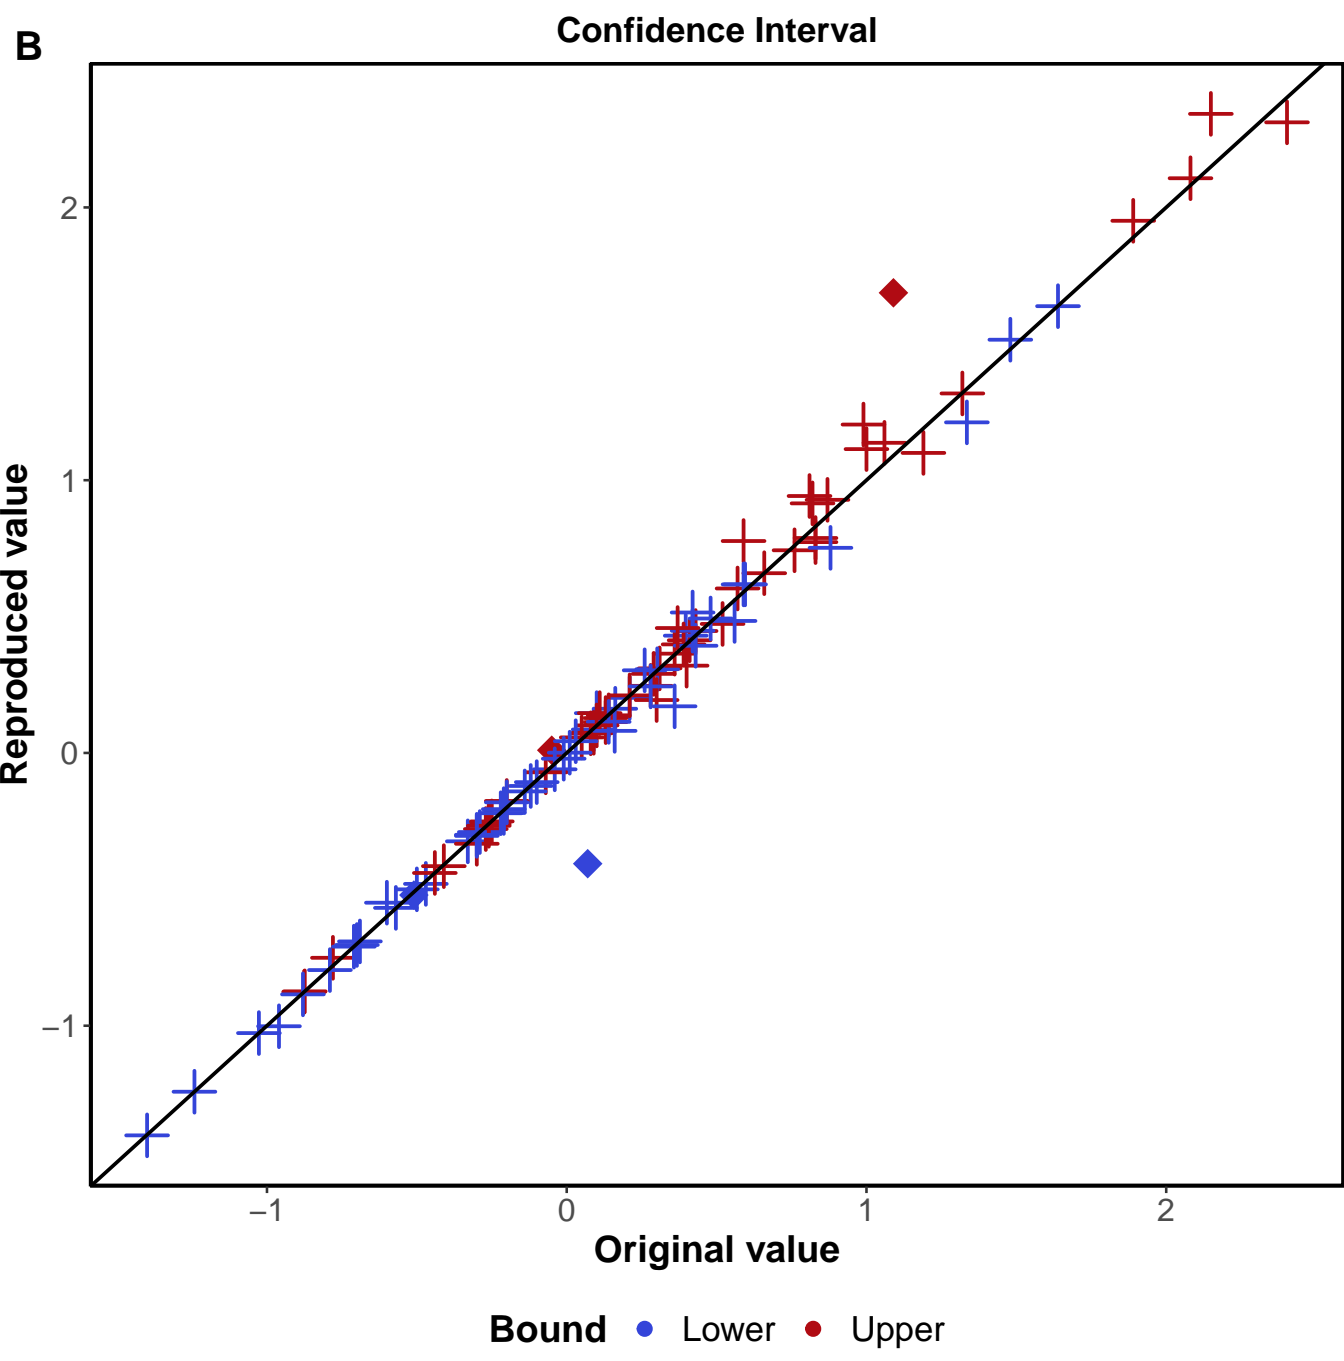 B
Confidence Interval
Reproduced value
2
1
0
−1
−1 0 1 2
Original value
Bound Lower Upper